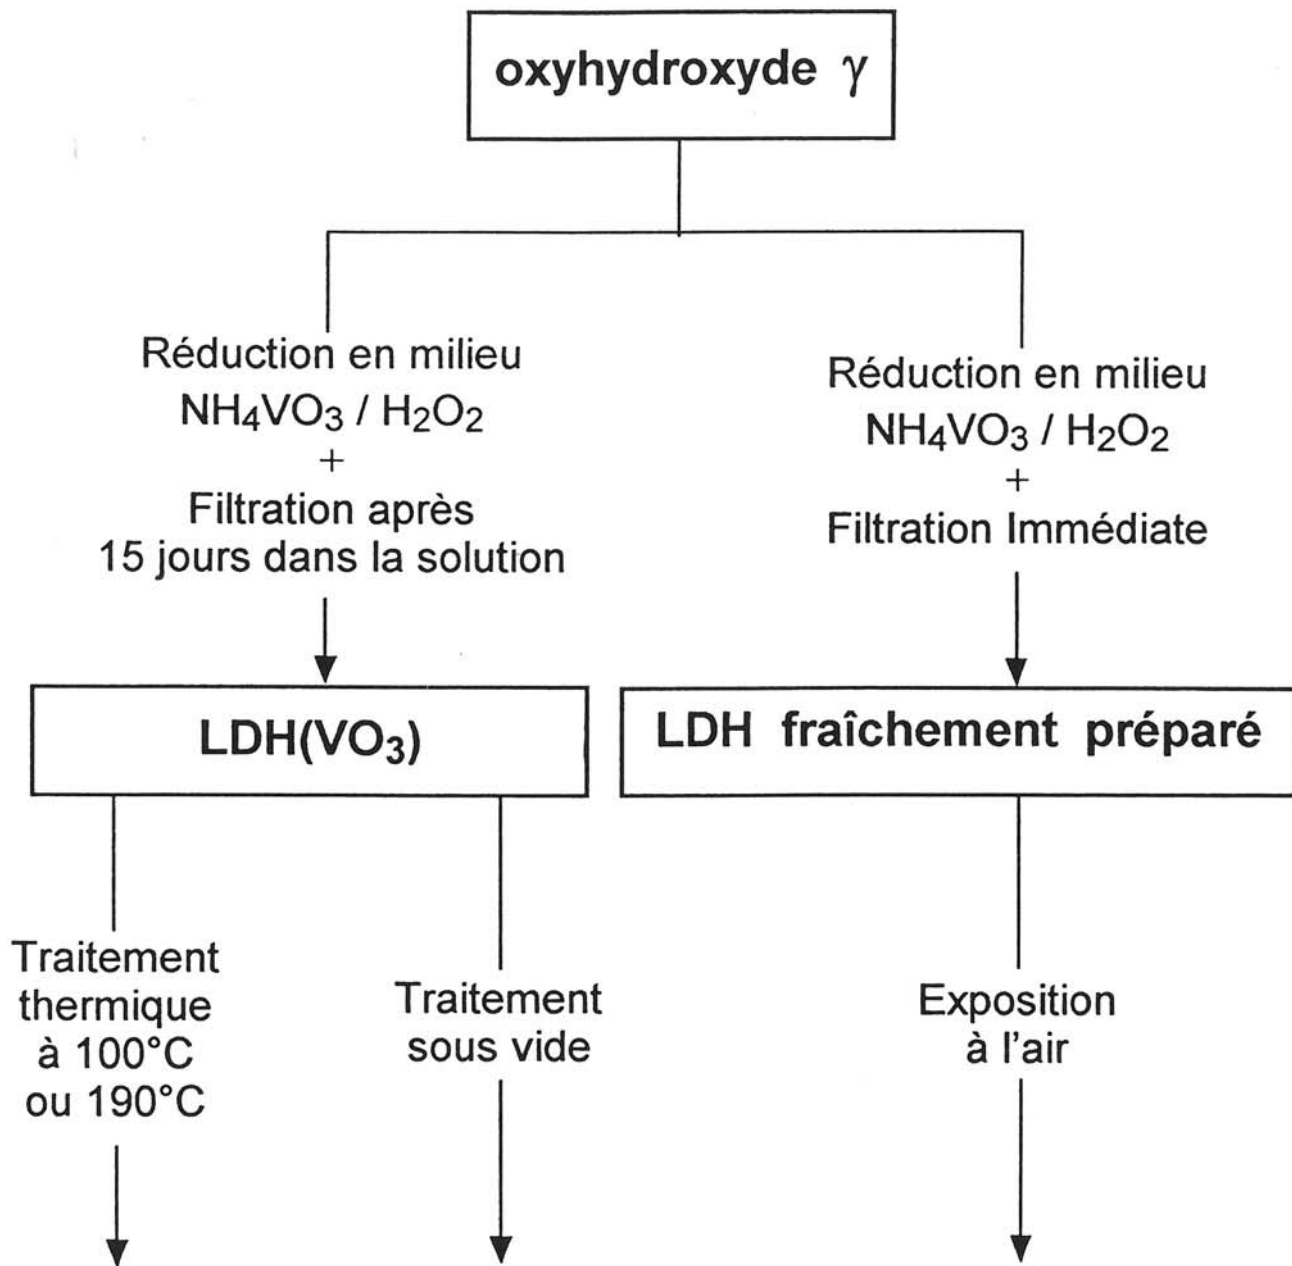 oxyhydroxyde γ
Réduction en milieu
NH₄VO₃ / H₂O₂
+
Filtration après
15 jours dans la solution
Réduction en milieu
NH₄VO₃ / H₂O₂
+
Filtration Immédiate
LDH(VO₃)
LDH fraîchement préparé
Traitement
thermique
à 100°C
ou 190°C
Traitement
sous vide
Exposition
à l'air